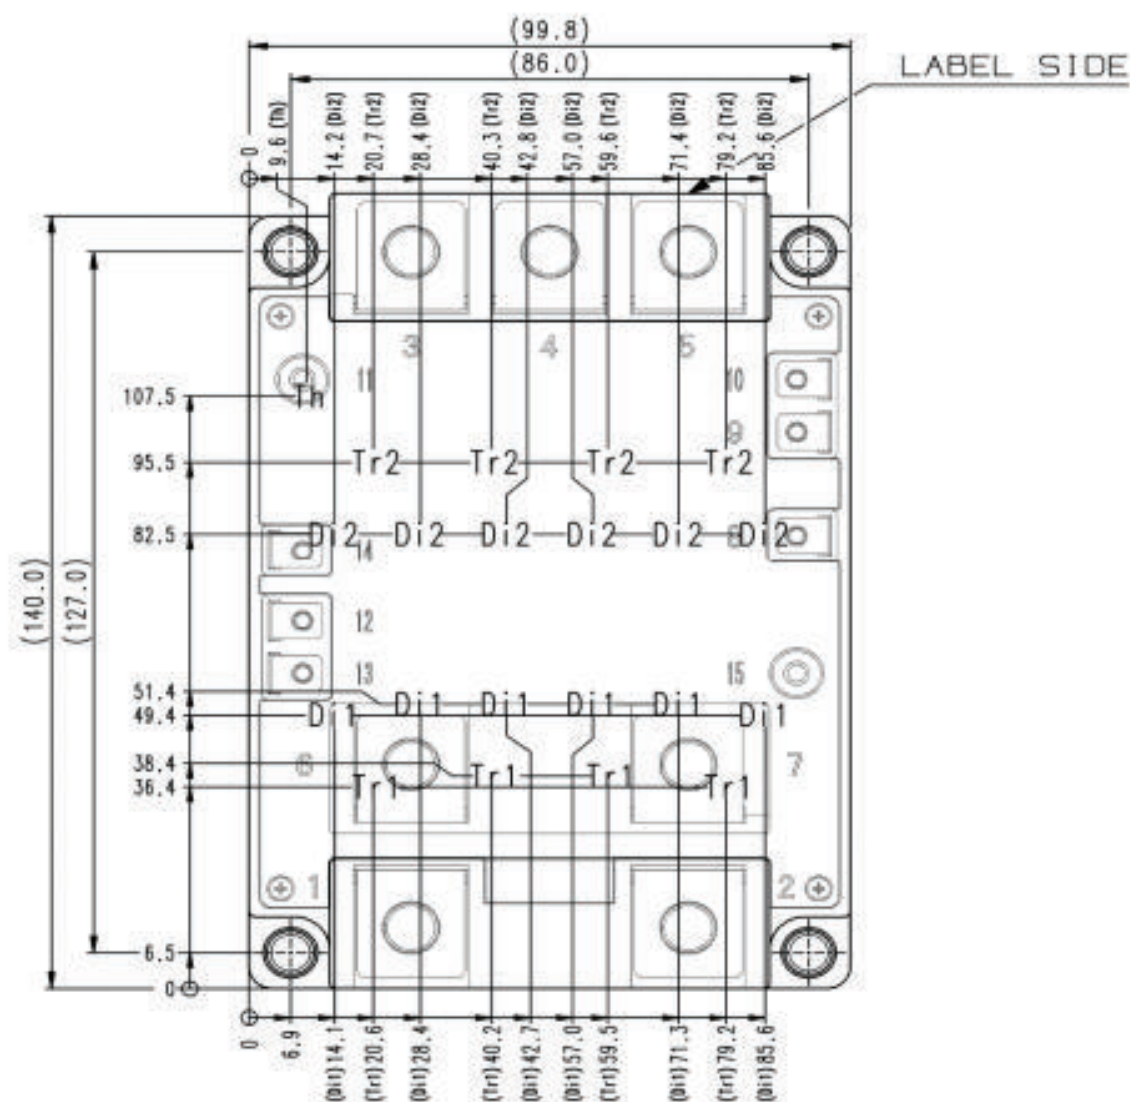 (99.8)
(86.0)
LABEL SIDE
0
9.6 (Th)
14.2 (Di2)
20.7 (Tr2)
28.4 (Di2)
40.3 (Tr2)
42.8 (Di2)
57.0 (Di2)
59.6 (Tr2)
71.4 (Di2)
79.2 (Tr2)
85.6 (Di2)
3 4 5
11 10
107.5 Th
9
95.5 Tr2 Tr2 Tr2 Tr2
82.5 Di2 Di2 Di2 Di2 Di2 Di2
14 8
(140.0)
(127.0)
12
13 15
51.4 Di1 Di1 Di1 Di1
49.4 Di1 Di1
6 7
38.4 Tr1 Tr1
36.4 Tr1 Tr1
1 2
6.5
0
0
6.9
(Di1)14.1
(Tr1)20.6
(Di1)28.4
(Tr1)40.2
(Di1)42.7
(Di1)57.0
(Tr1)59.5
(Di1)71.3
(Tr1)79.2
(Di1)85.6